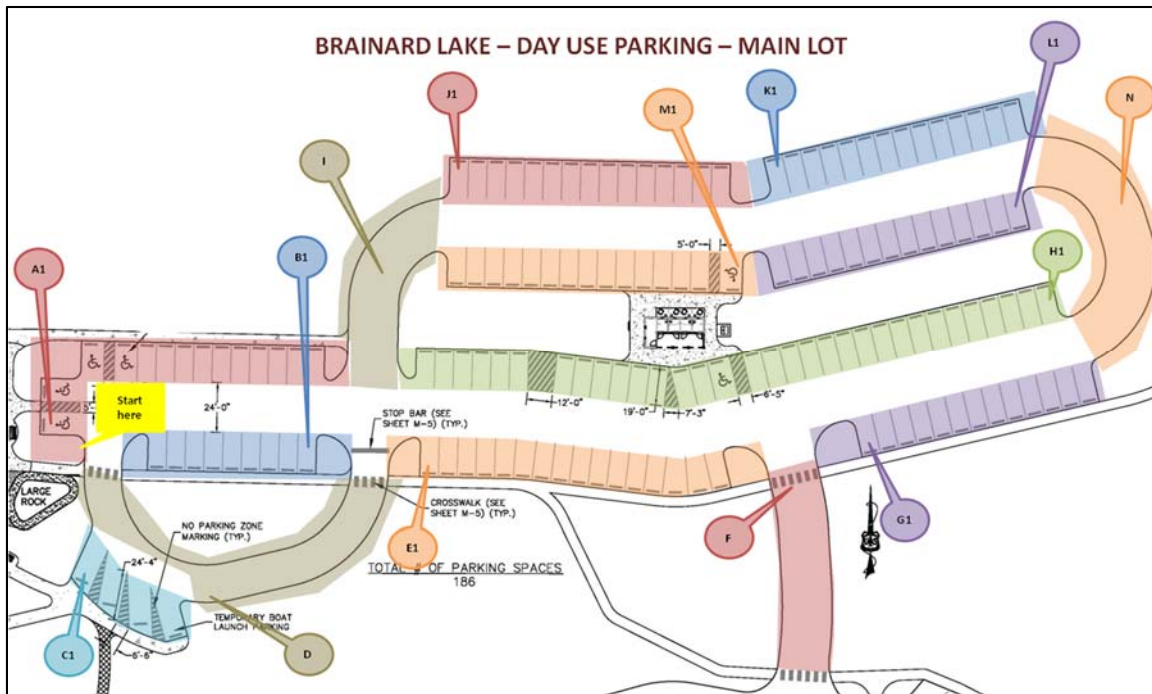 BRAINARD LAKE – DAY USE PARKING – MAIN LOT
L1
J1
K1
M1
N
I
5'-0"
A1
B1
H1
Start
here
24'-0"
12'-0"
19'-0"
7'-3"
6'-5"
STOP BAR (SEE
SHEET M-5) (TYP.)
LARGE
ROCK
CROSSWALK (SEE
SHEET M-5) (TYP.)
NO PARKING ZONE
MARKING (TYP.)
E1
F
G1
24'-4"
TOTAL # OF PARKING SPACES
186
TEMPORARY BOAT
LAUNCH PARKING
C1
D